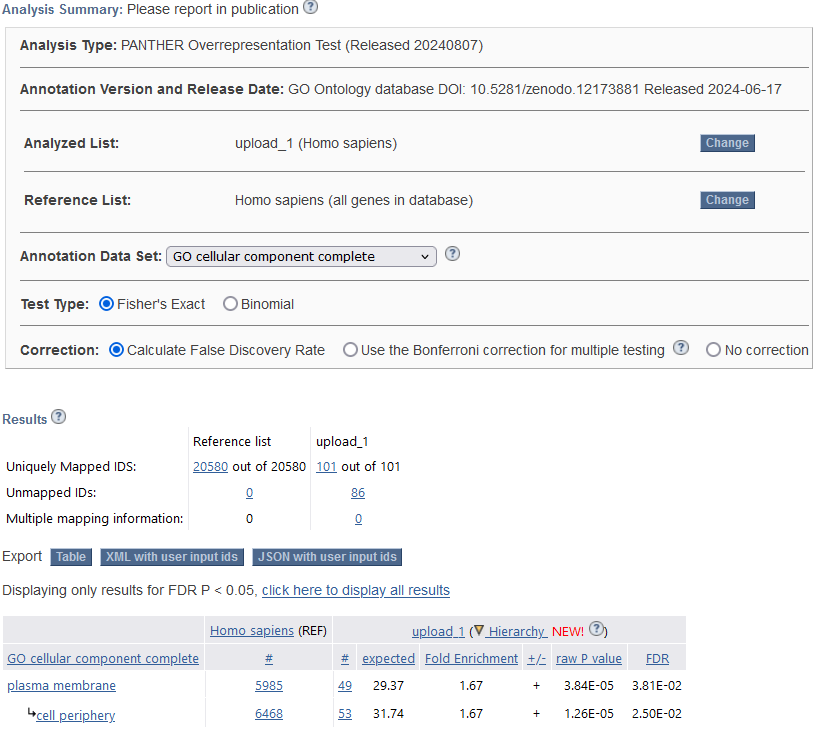 Analysis Summary: Please report in publication ?
Analysis Type: PANTHER Overrepresentation Test (Released 20240807)
Annotation Version and Release Date: GO Ontology database DOI: 10.5281/zenodo.12173881 Released 2024-06-17
Analyzed List: upload_1 (Homo sapiens) Change
Reference List: Homo sapiens (all genes in database) Change
Annotation Data Set: GO cellular component complete ?
Test Type: Fisher's Exact Binomial
Correction: Calculate False Discovery Rate Use the Bonferroni correction for multiple testing ? No correction
Results ?
Reference list upload_1
Uniquely Mapped IDS: 20580 out of 20580 101 out of 101
Unmapped IDs: 0 86
Multiple mapping information: 0 0
Export Table XML with user input ids JSON with user input ids
Displaying only results for FDR P < 0.05, click here to display all results
Homo sapiens (REF) upload_1 (▼ Hierarchy NEW! ?)
GO cellular component complete # # expected Fold Enrichment +/- raw P value FDR
plasma membrane 5985 49 29.37 1.67 + 3.84E-05 3.81E-02
↳cell periphery 6468 53 31.74 1.67 + 1.26E-05 2.50E-02